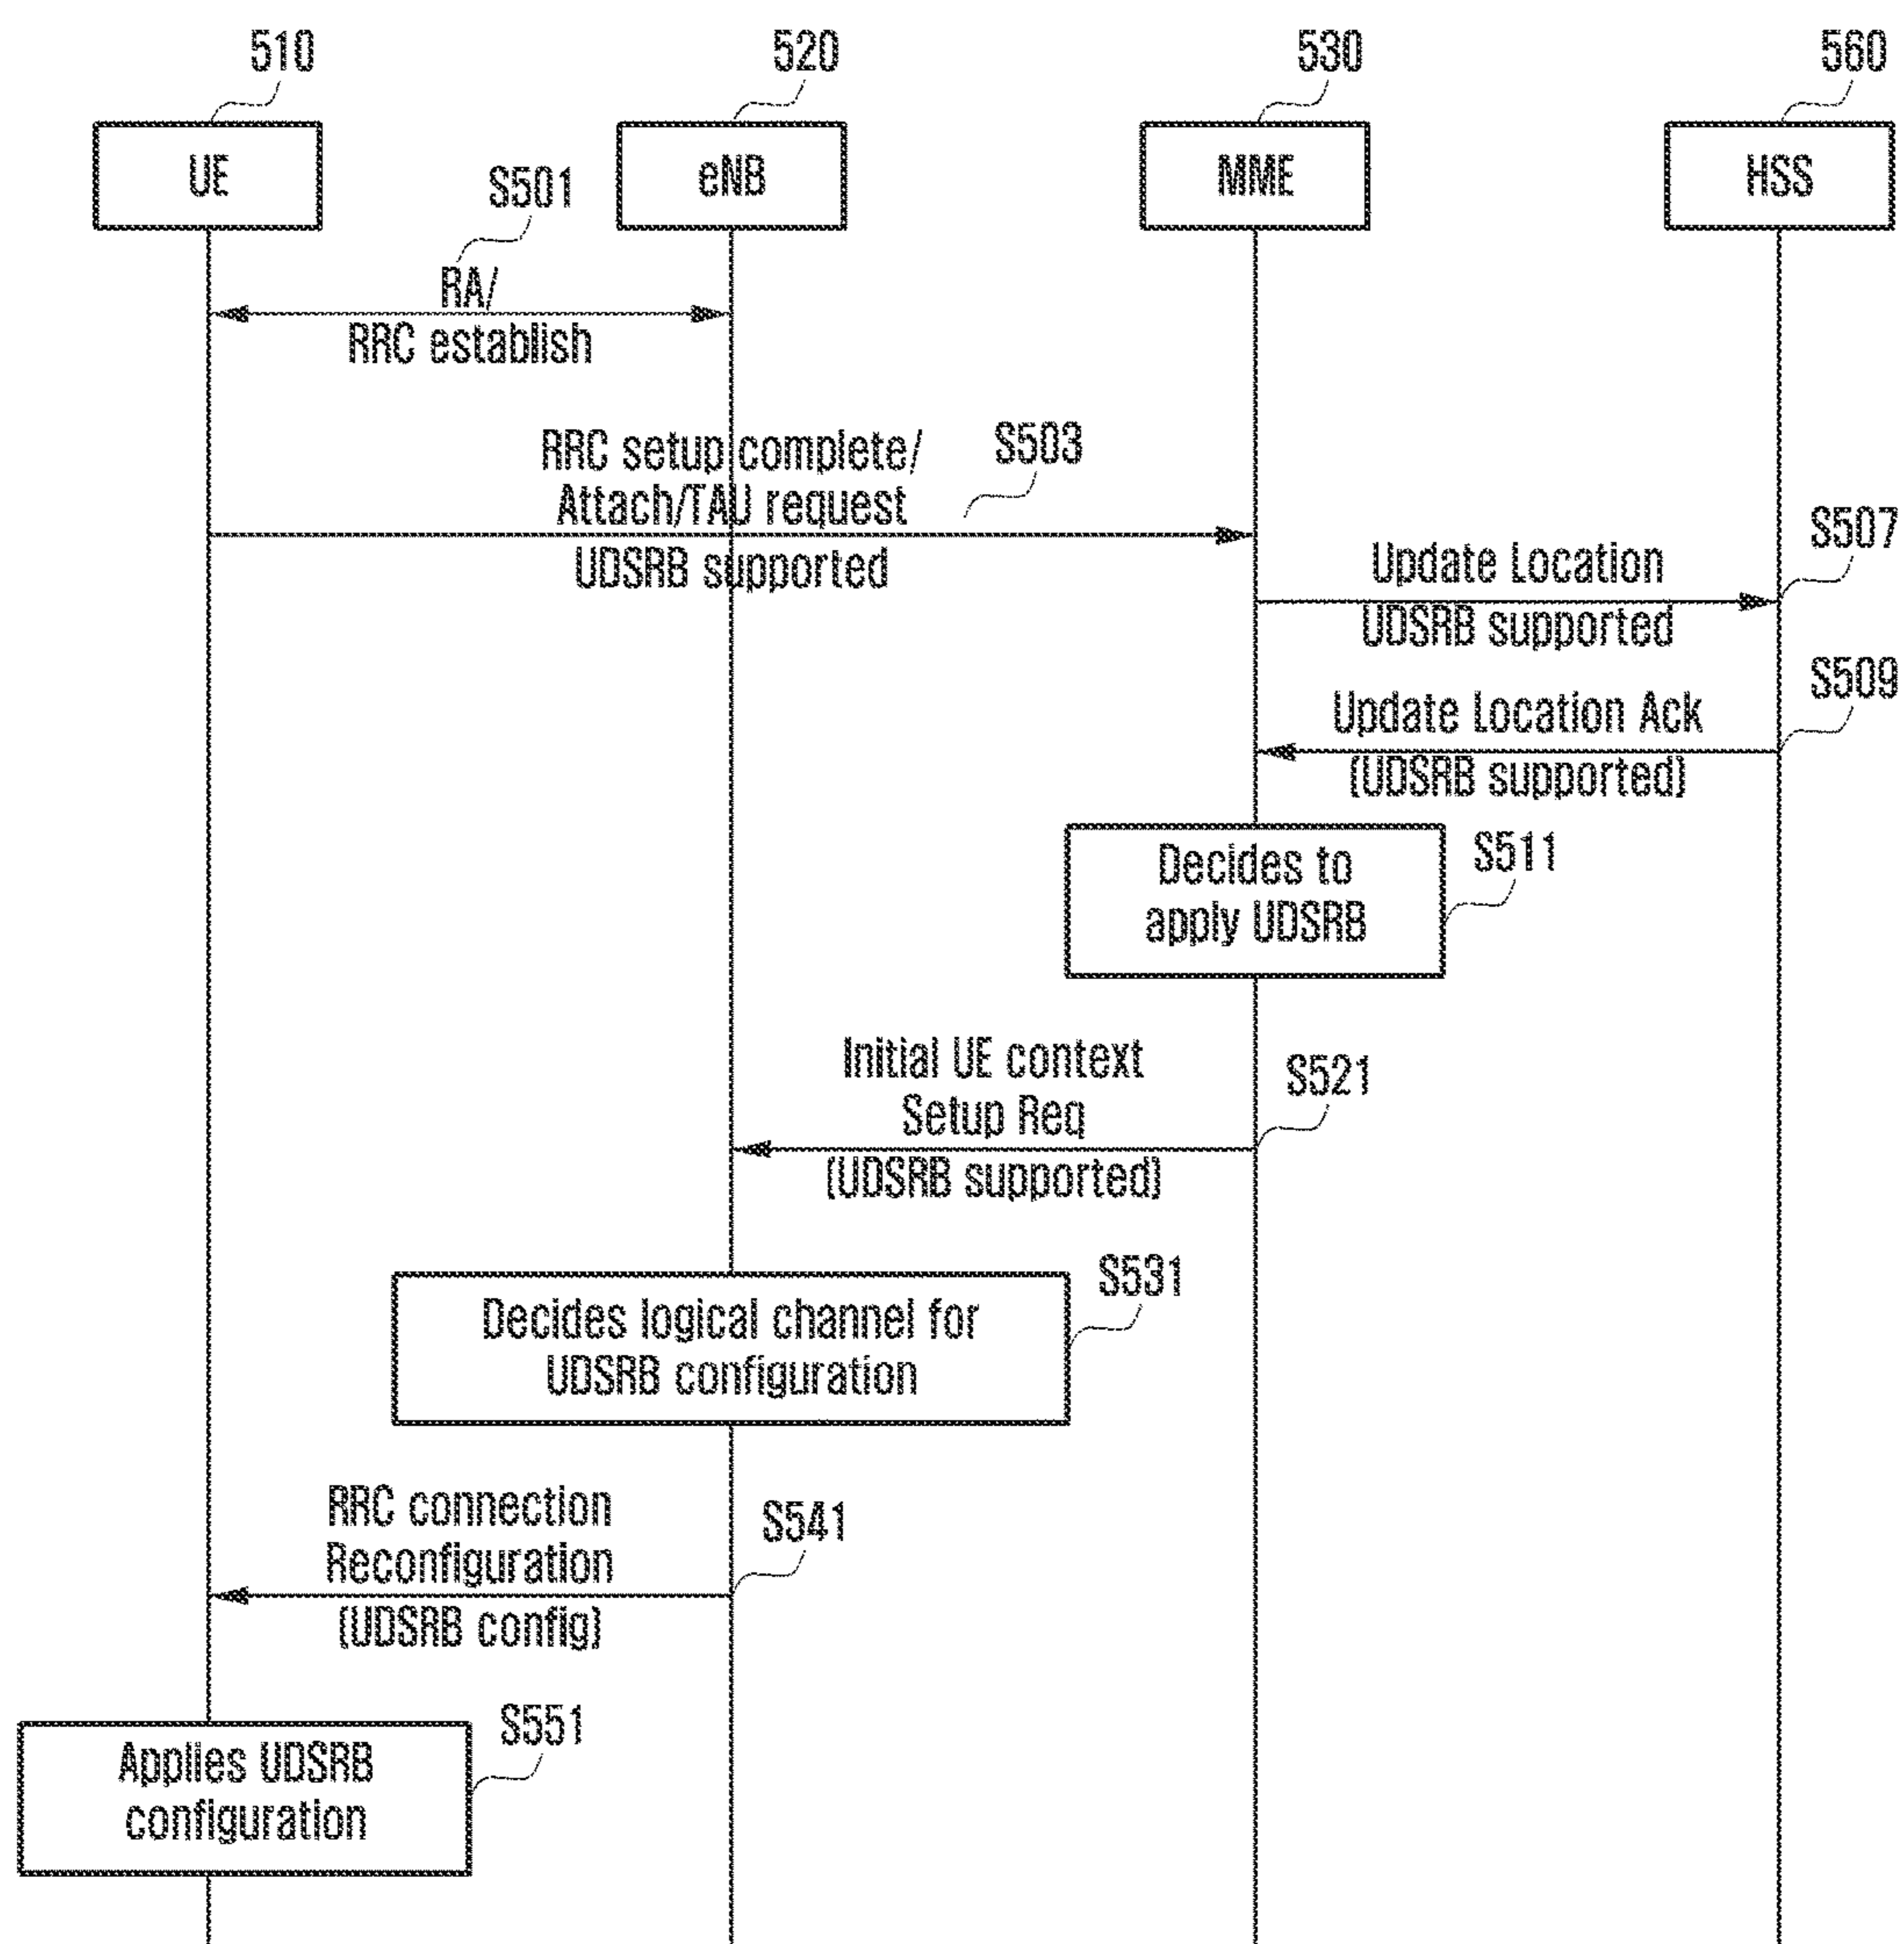 510
520
530
560
UE
eNB
MME
HSS
S501
RA/
RRC establish
RRC setup complete/
Attach/TAU request
UDSRB supported
S503
S507
Update Location
UDSRB supported
S509
Update Location Ack
(UDSRB supported)
Decides to
apply UDSRB
S511
Initial UE context
Setup Req
(UDSRB supported)
S521
Decides logical channel for
UDSRB configuration
S531
RRC connection
Reconfiguration
(UDSRB config)
S541
Applies UDSRB
configuration
S551